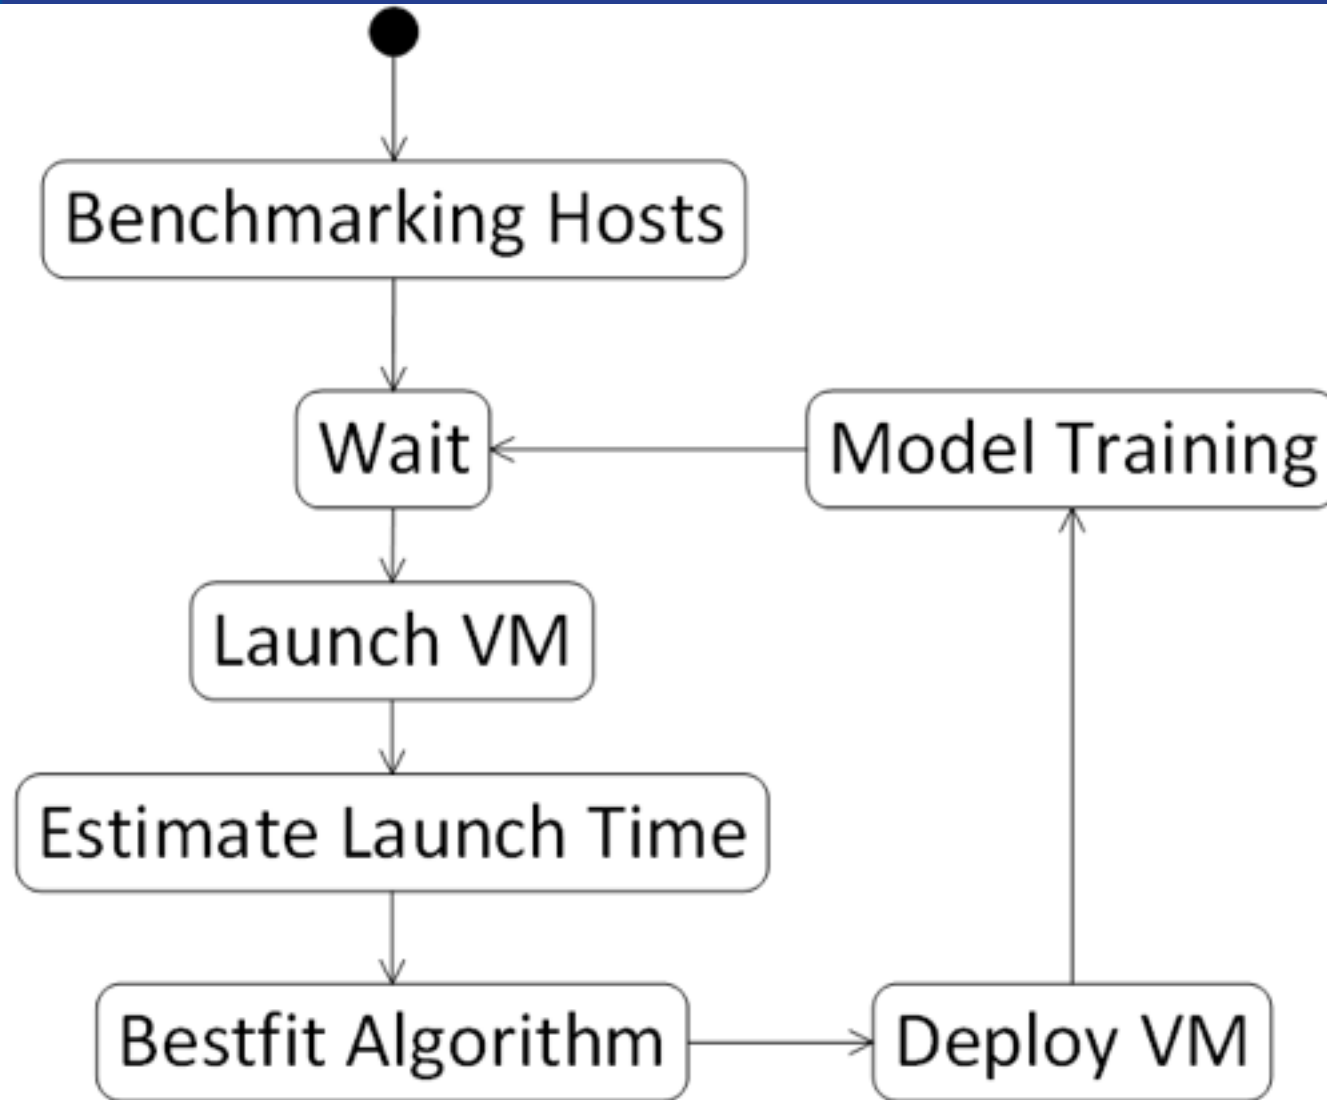 Benchmarking Hosts
Wait
Model Training
Launch VM
Estimate Launch Time
Bestfit Algorithm
Deploy VM